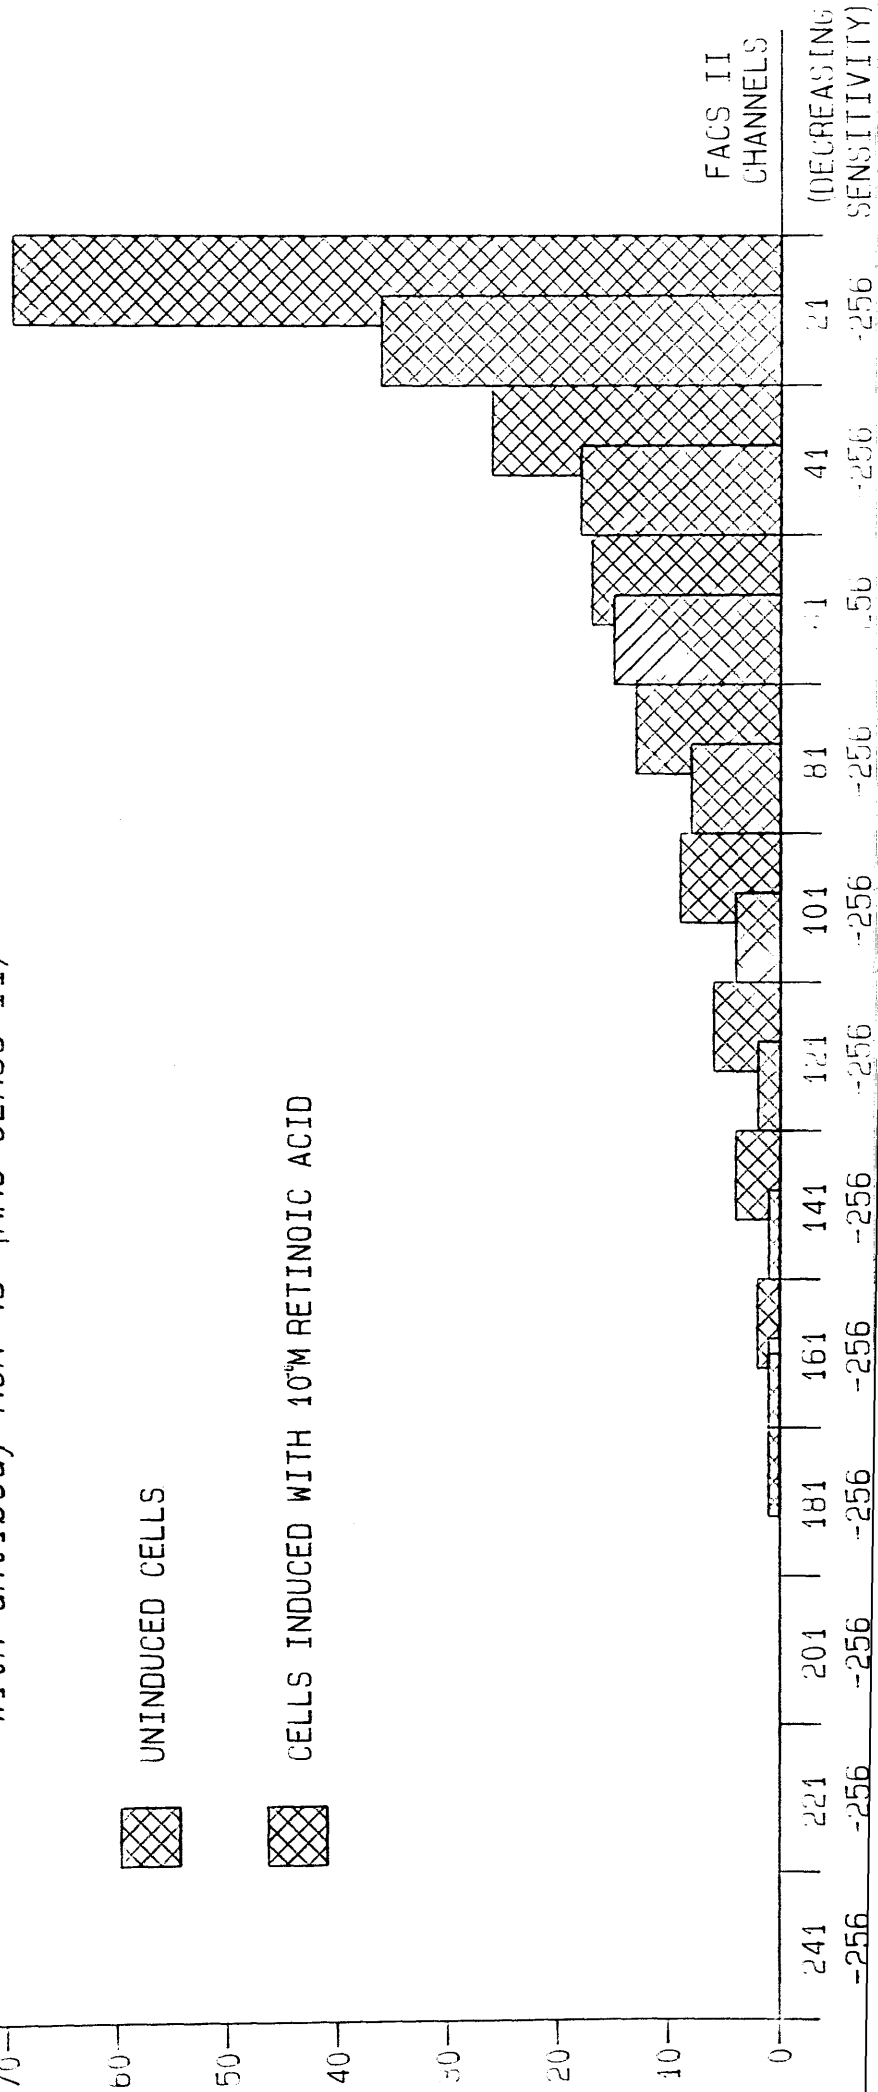 70
60
50
40
30
20
10
0
UNINDUCED CELLS
CELLS INDUCED WITH 10⁻⁴M RETINOIC ACID
FACS II
CHANNELS
241 221 201 181 161 141 121 101 81 41 21
-256 -256 -256 -256 -256 -256 -256 -256 -256 -256 -256
(DECREASING
SENSITIVITY)